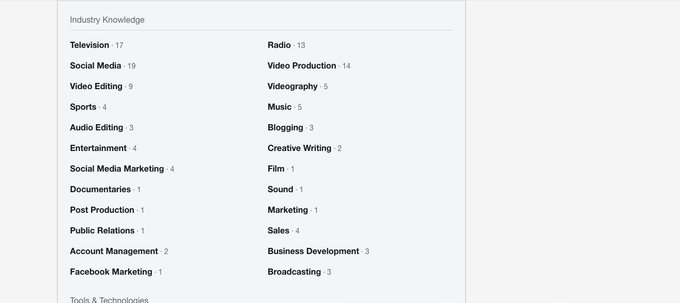 Industry Knowledge
Television · 17
Radio · 13
Social Media · 19
Video Production · 14
Video Editing · 9
Videography · 5
Sports · 4
Music · 5
Audio Editing · 3
Blogging · 3
Entertainment · 4
Creative Writing · 2
Social Media Marketing · 4
Film · 1
Documentaries · 1
Sound · 1
Post Production · 1
Marketing · 1
Public Relations · 1
Sales · 4
Account Management · 2
Business Development · 3
Facebook Marketing · 1
Broadcasting · 3
Tools & Technologies